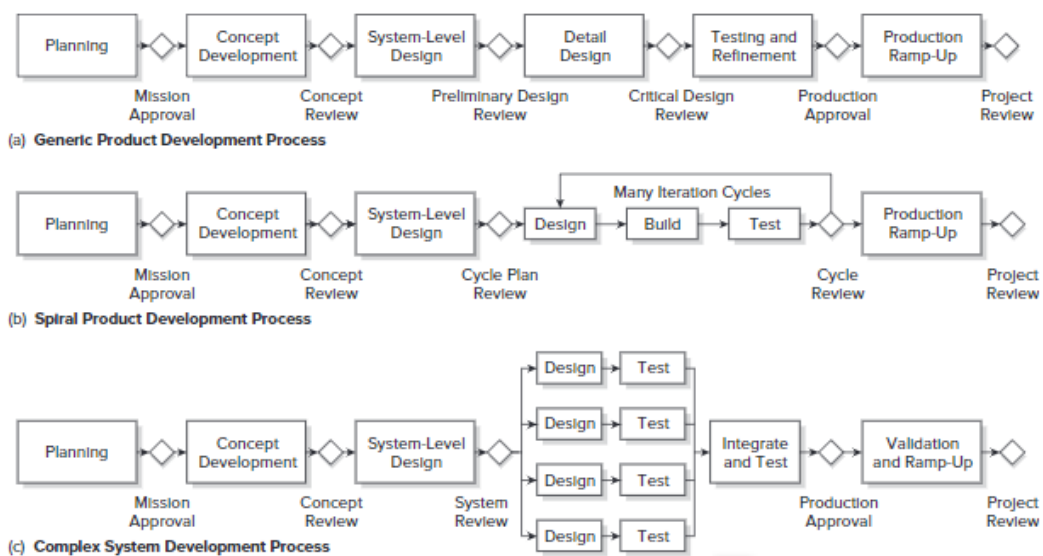 Planning
Concept
Development
System-Level
Design
Detail
Design
Testing and
Refinement
Production
Ramp-Up
Mission
Approval
Concept
Review
Preliminary Design
Review
Critical Design
Review
Production
Approval
Project
Review
(a) Generic Product Development Process
Many Iteration Cycles
Planning
Concept
Development
System-Level
Design
Design
Build
Test
Production
Ramp-Up
Mission
Approval
Concept
Review
Cycle Plan
Review
Cycle
Review
Project
Review
(b) Spiral Product Development Process
Design
Test
Design
Test
Planning
Concept
Development
System-Level
Design
Integrate
and Test
Validation
and Ramp-Up
Design
Test
Mission
Approval
Concept
Review
System
Review
Production
Approval
Project
Review
Design
Test
(c) Complex System Development Process